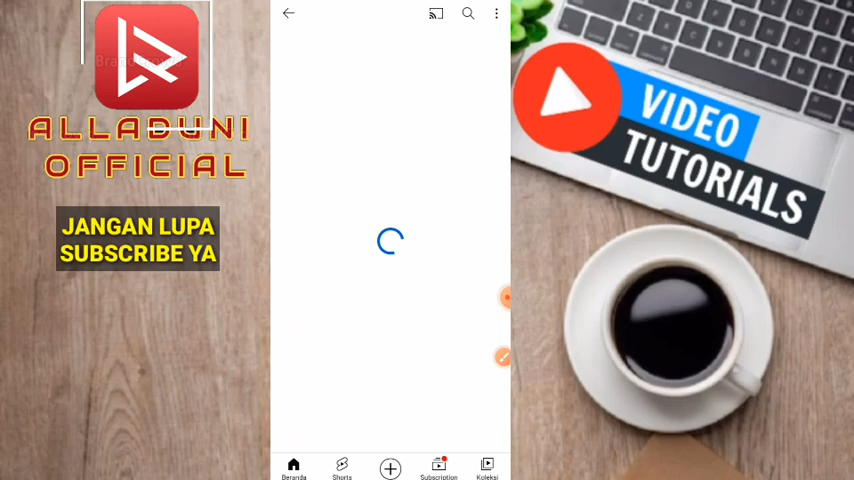 ALLADUNI
OFFICIAL
JANGAN LUPA
SUBSCRIBE YA
VIDEO
TUTORIALS
Beranda
Shorts
Subscription
Koleksi